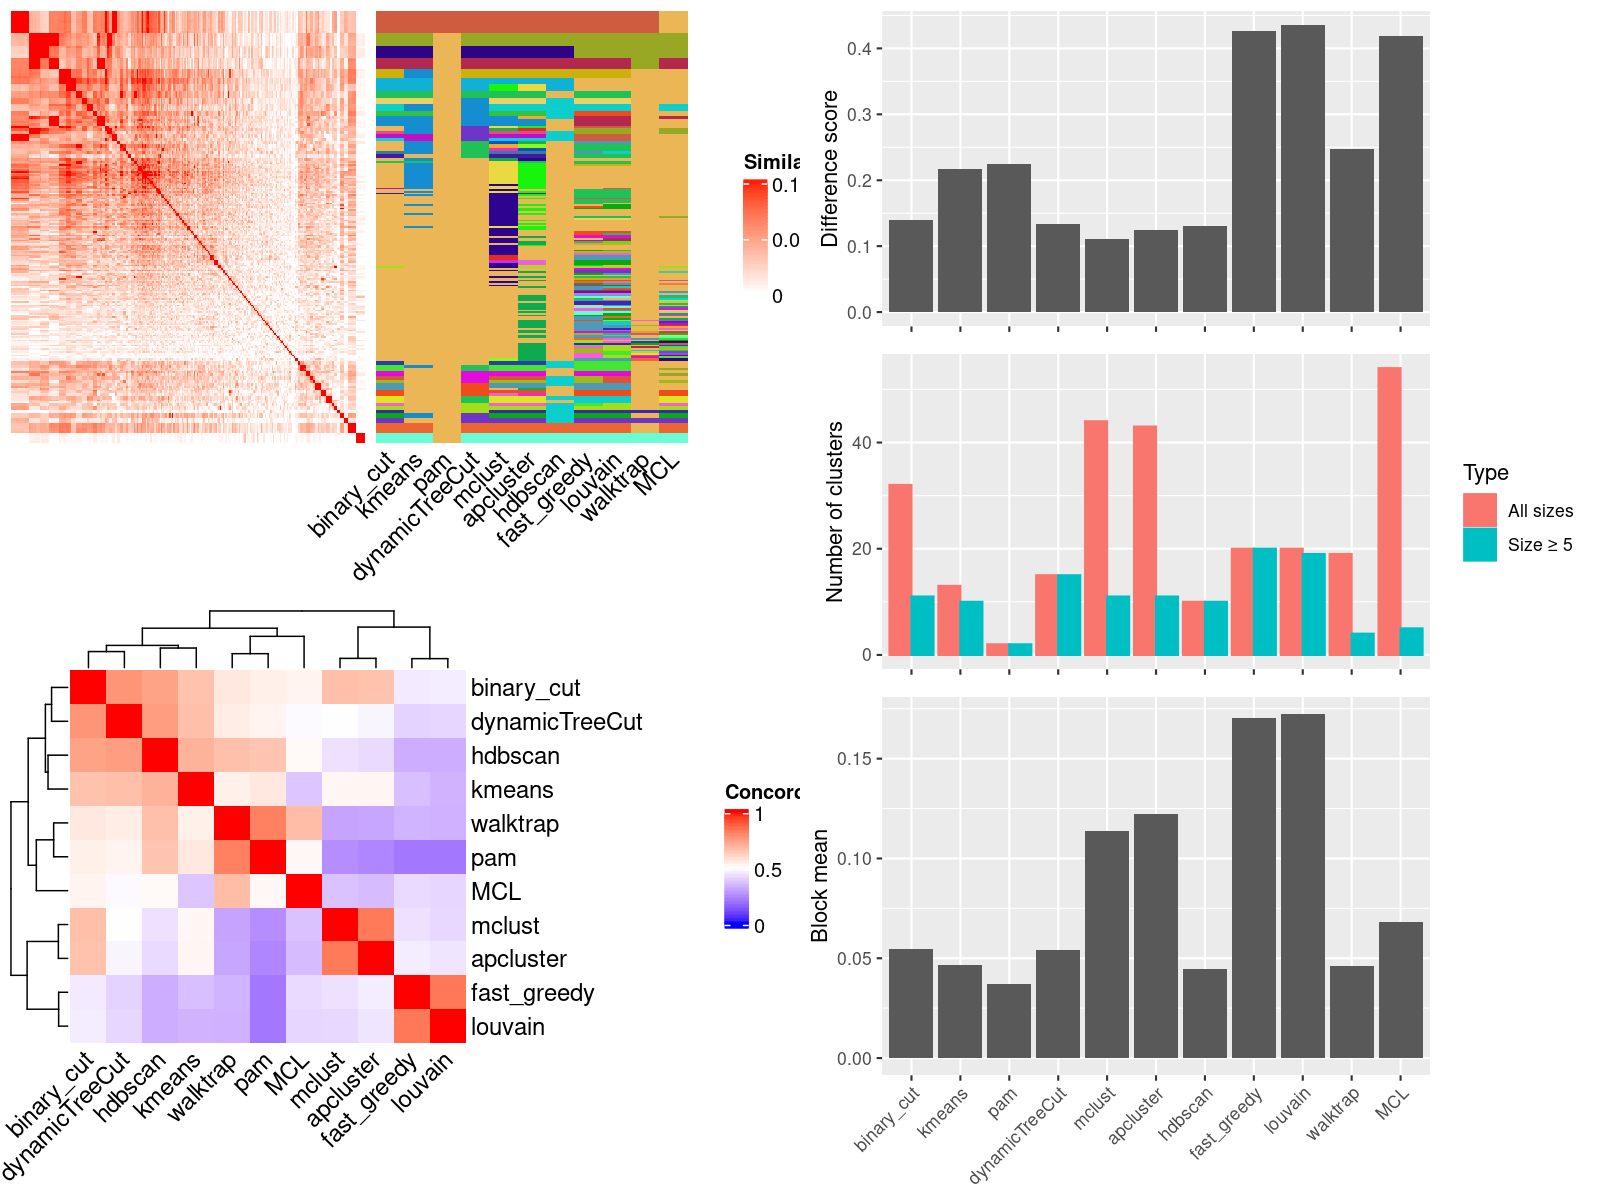 Simila
0.1
0.0
0
binary_cut
kmeans
pam
dynamicTreeCut
mclust
apcluster
hdbscan
fast_greedy
louvain
walktrap
MCL
binary_cut
dynamicTreeCut
hdbscan
kmeans
walktrap
pam
MCL
mclust
apcluster
fast_greedy
louvain
binary_cut
dynamicTreeCut
hdbscan
kmeans
walktrap
pam
MCL
mclust
apcluster
fast_greedy
louvain
Concord
1
0.5
0
Difference score
0.4
0.3
0.2
0.1
0.0
Number of clusters
40
20
0
Type
All sizes
Size ≥ 5
Block mean
0.15
0.10
0.05
0.00
binary_cut
kmeans
pam
dynamicTreeCut
mclust
apcluster
hdbscan
fast_greedy
louvain
walktrap
MCL